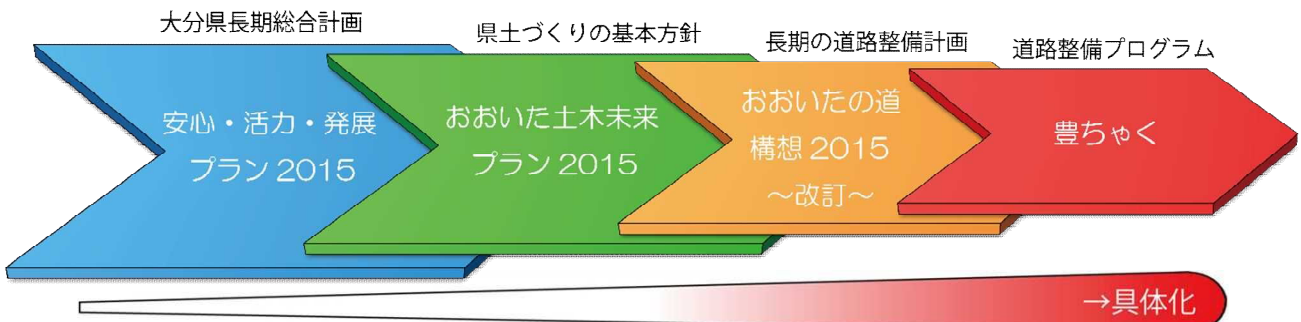 大分県長期総合計画
安心・活力・発展
プラン2015
県土づくりの基本方針
おおいた土木未来
プラン2015
長期の道路整備計画
おおいたの道
構想2015
～改訂～
道路整備プログラム
豊ちゃく
→具体化